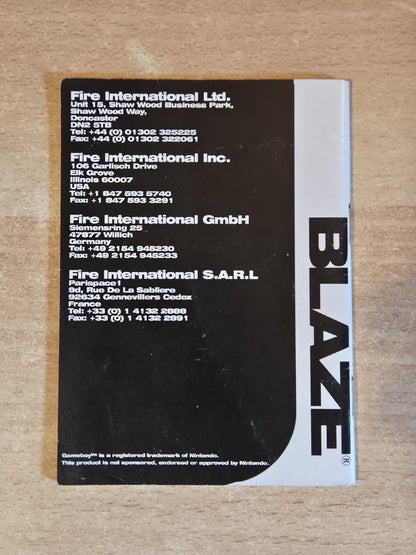 Fire International Ltd.
Unit 15, Shaw Wood Business Park,
Shaw Wood Way,
Doncaster
DN2 5TB
Tel: +44 (0) 01302 325225
Fax: +44 (0) 01302 322061
Fire International Inc.
106 Garlisch Drive
Elk Grove
Illinois 60007
USA
Tel: +1 847 593 5740
Fax: +1 847 593 3291
Fire International GmbH
Siemensring 25
47877 Willich
Germany
Tel: +49 2154 945230
Fax: +49 2154 945233
Fire International S.A.R.L
Parispace1
9d, Rue De La Sabliere
92634 Gennevillers Cedex
France
Tel: +33 (0) 1 4132 2888
Fax: +33 (0) 1 4132 2891
Gameboy™ is a registered trademark of Nintendo.
This product is not sponsored, endorsed or approved by Nintendo.
BLAZE®